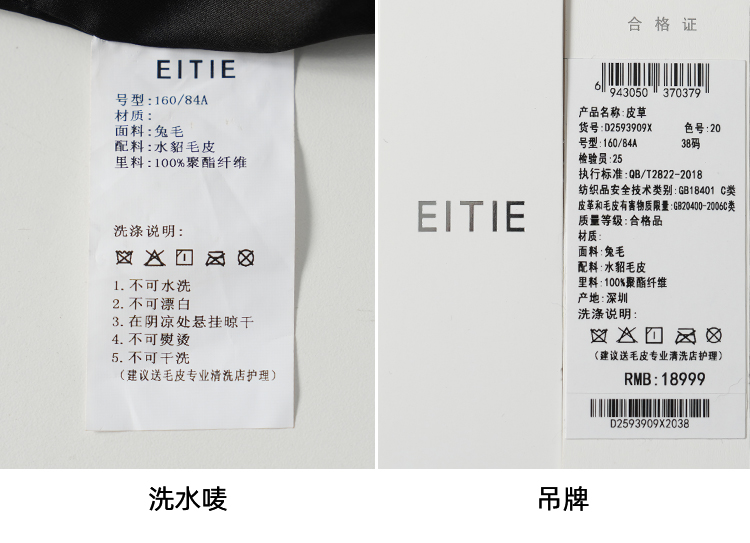 EITIE
号型:160/84A
材质:
面料:兔毛
配料:水貂毛皮
里料:100%聚酯纤维
洗涤说明:
1.不可水洗
2.不可漂白
3.在阴凉处悬挂晾干
4.不可熨烫
5.不可干洗
(建议送毛皮专业清洗店护理)
洗水唛
EITIE
合格证
6 943050 370379
产品名称:皮草
货号:D2593909X 色号:20
号型:160/84A 38码
检验员:25
执行标准:QB/T2822-2018
纺织品安全技术类别:GB18401 C类
皮革和毛皮有害物质限量:GB20400-2006C类
质量等级:合格品
材质:
面料:兔毛
配料:水貂毛皮
里料:100%聚酯纤维
产地:深圳
洗涤说明:
(建议送毛皮专业清洗店护理)
RMB:18999
D2593909X2038
吊牌